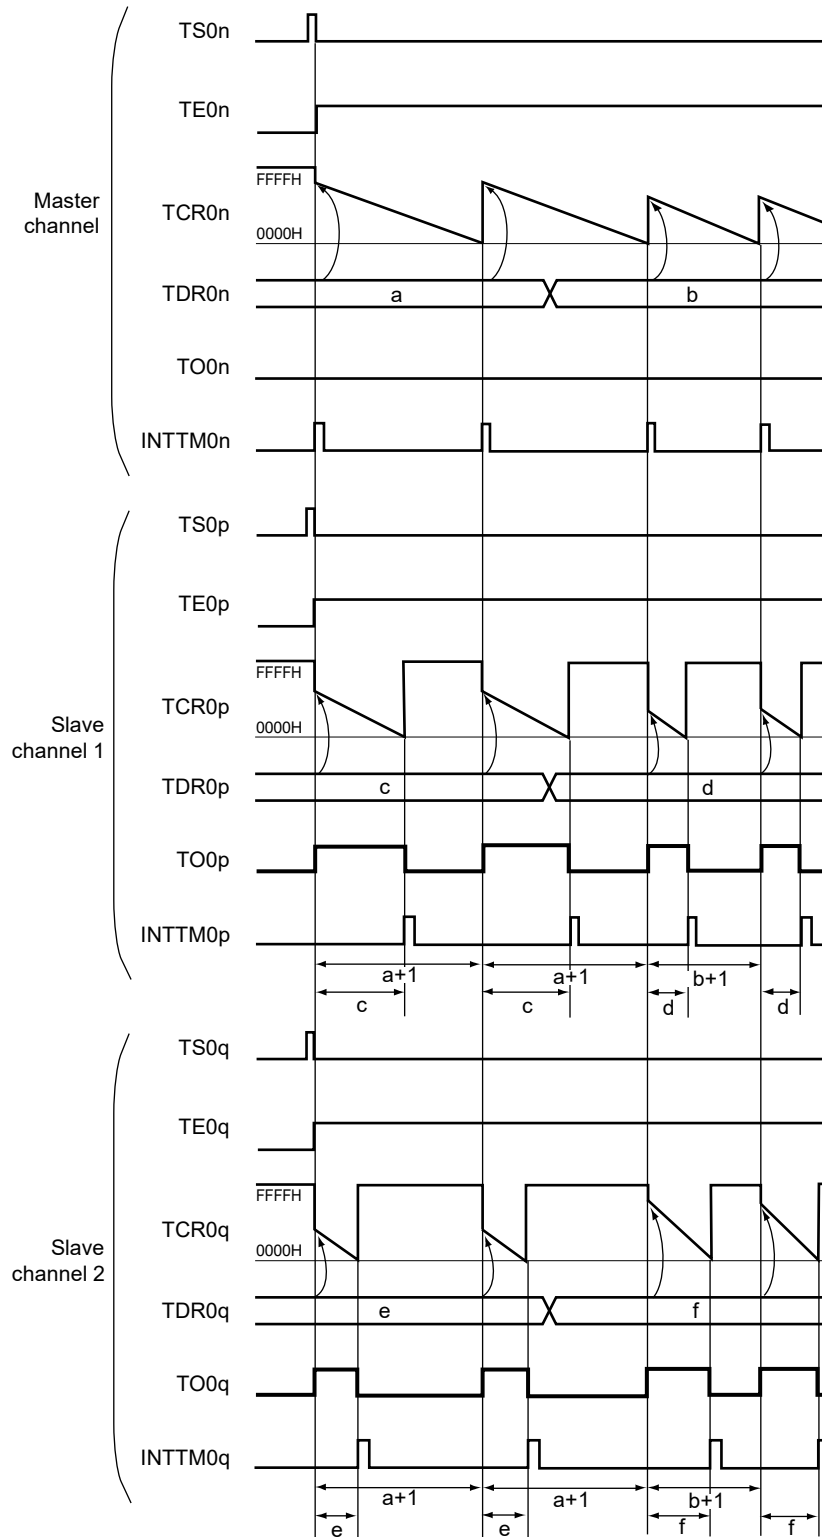 TS0n
TE0n
FFFFH
Master
channel
TCR0n
0000H
TDR0n
a
b
TO0n
INTTM0n
TS0p
TE0p
FFFFH
TCR0p
Slave
channel 1
0000H
TDR0p
c
d
TO0p
INTTM0p
a+1
a+1
b+1
c
c
d
d
TS0q
TE0q
FFFFH
TCR0q
Slave
channel 2
0000H
TDR0q
e
f
TO0q
INTTM0q
a+1
a+1
b+1
e
e
f
f